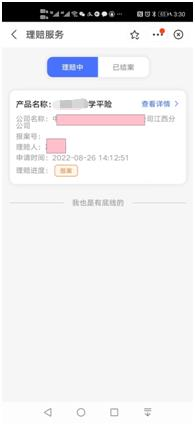 3:30
理赔服务
理赔中 已结案
产品名称: 学平险 查看详情 >
公司名称: 司江西分
公司
报案号:
理赔人:
申请时间: 2022-08-26 14:12:51
理赔进度: 报案
我也是有底线的